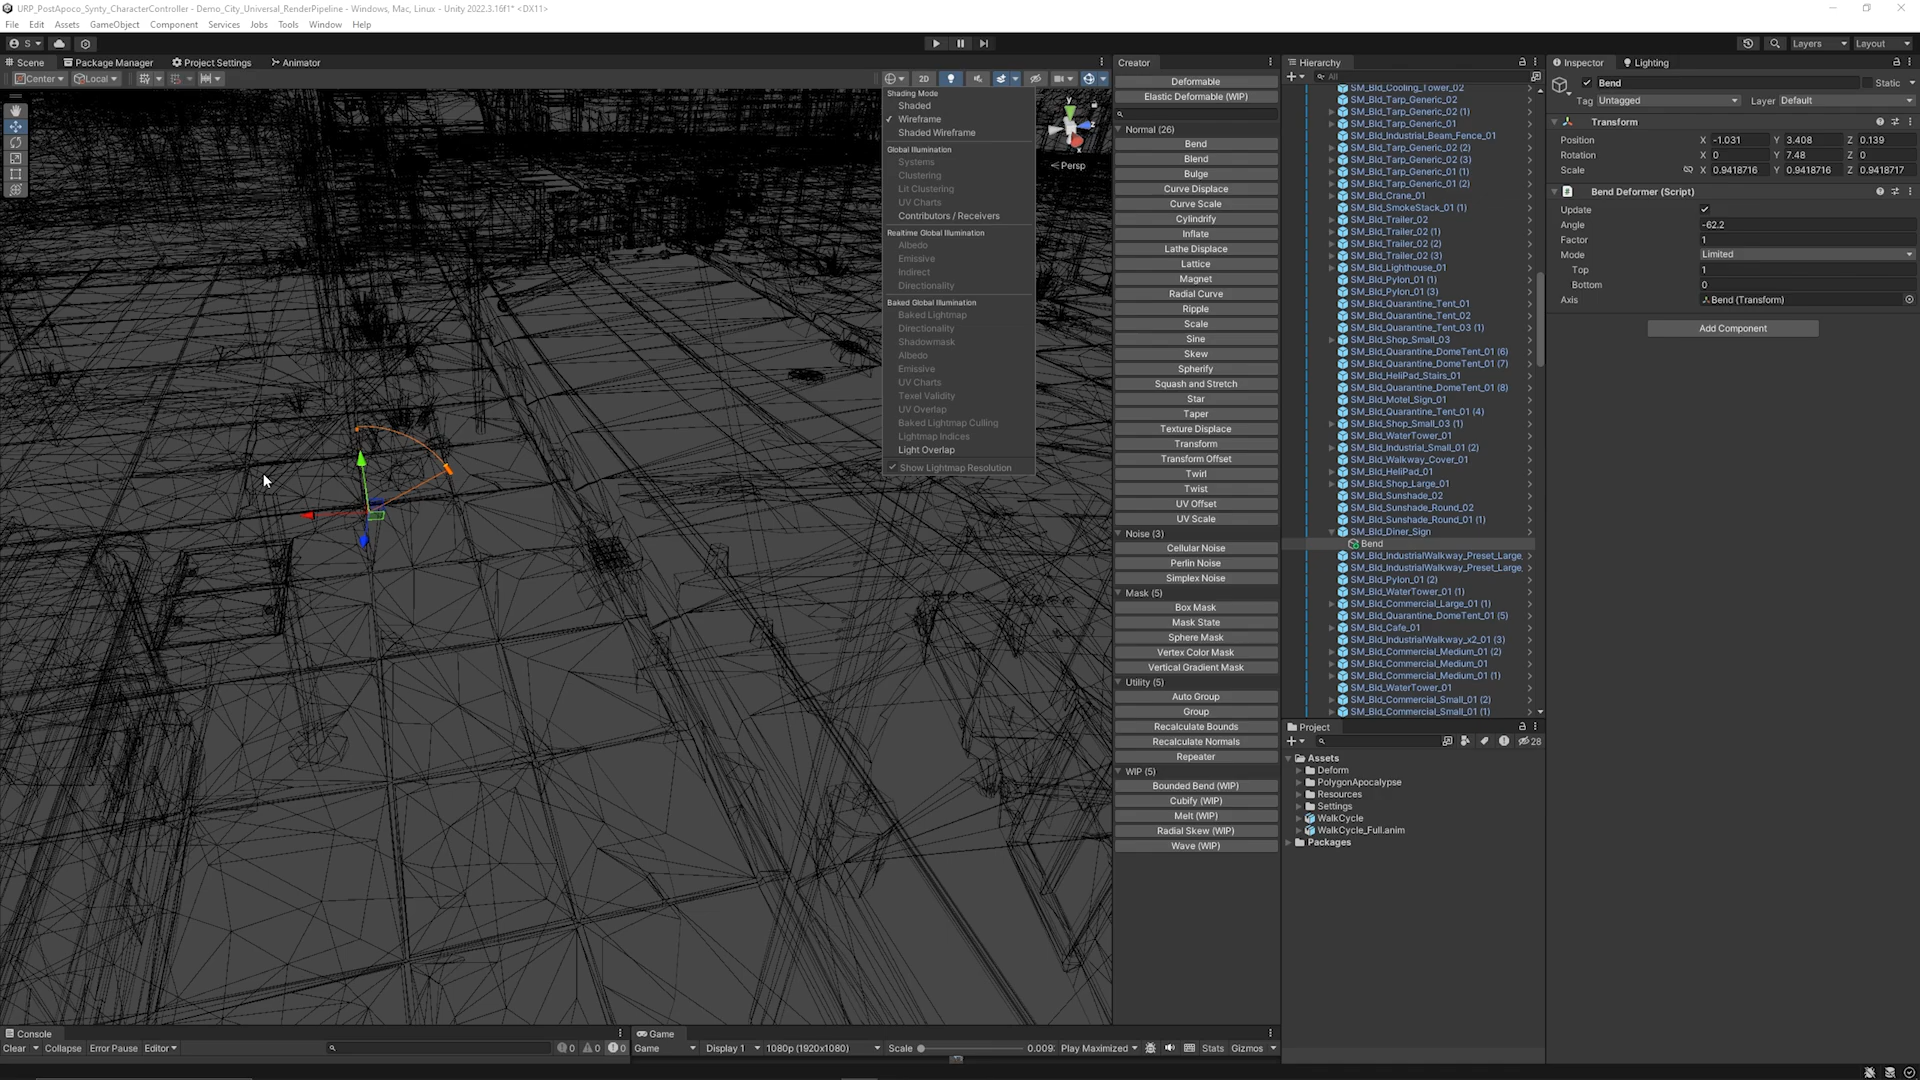 URP_PostApoco_Synty_CharacterController - Demo_City_Universal_RenderPipeline - Windows, Mac, Linux - Unity 2022.3.16f1* <DX11>
File Edit Assets GameObject Component Services Jobs Tools Window Help
S
Layers Layout
Scene Package Manager Project Settings Animator
Center Local
2D
Shading Mode
Shaded
Wireframe
Shaded Wireframe
Global Illumination
Systems
Clustering
Lit Clustering
UV Charts
Contributors / Receivers
Realtime Global Illumination
Albedo
Emissive
Indirect
Directionality
Baked Global Illumination
Baked Lightmap
Directionality
Shadowmask
Albedo
Emissive
UV Charts
Texel Validity
UV Overlap
Baked Lightmap Culling
Lightmap Indices
Light Overlap
Show Lightmap Resolution
y
z
x
Persp
Creator
Deformable
Elastic Deformable (WIP)
Normal (26)
Bend
Blend
Bulge
Curve Displace
Curve Scale
Cylindrify
Inflate
Lathe Displace
Lattice
Magnet
Radial Curve
Ripple
Scale
Sine
Skew
Spherify
Squash and Stretch
Star
Taper
Texture Displace
Transform
Transform Offset
Twirl
Twist
UV Offset
UV Scale
Noise (3)
Cellular Noise
Perlin Noise
Simplex Noise
Mask (5)
Box Mask
Mask State
Sphere Mask
Vertex Color Mask
Vertical Gradient Mask
Utility (5)
Auto Group
Group
Recalculate Bounds
Recalculate Normals
Repeater
WIP (5)
Bounded Bend (WIP)
Cubify (WIP)
Melt (WIP)
Radial Skew (WIP)
Wave (WIP)
Hierarchy
All
SM_Bld_Cooling_Tower_02
SM_Bld_Tarp_Generic_02
SM_Bld_Tarp_Generic_02 (1)
SM_Bld_Tarp_Generic_01
SM_Bld_Industrial_Beam_Fence_01
SM_Bld_Tarp_Generic_02 (2)
SM_Bld_Tarp_Generic_02 (3)
SM_Bld_Tarp_Generic_01 (1)
SM_Bld_Tarp_Generic_01 (2)
SM_Bld_Crane_01
SM_Bld_SmokeStack_01 (1)
SM_Bld_Trailer_02
SM_Bld_Trailer_02 (1)
SM_Bld_Trailer_02 (2)
SM_Bld_Trailer_02 (3)
SM_Bld_Lighthouse_01
SM_Bld_Pylon_01 (1)
SM_Bld_Pylon_01 (3)
SM_Bld_Quarantine_Tent_01
SM_Bld_Quarantine_Tent_02
SM_Bld_Quarantine_Tent_03 (1)
SM_Bld_Shop_Small_03
SM_Bld_Quarantine_DomeTent_01 (6)
SM_Bld_Quarantine_DomeTent_01 (7)
SM_Bld_HeliPad_Stairs_01
SM_Bld_Quarantine_DomeTent_01 (8)
SM_Bld_Motel_Sign_01
SM_Bld_Quarantine_Tent_01 (4)
SM_Bld_Shop_Small_03 (1)
SM_Bld_WaterTower_01
SM_Bld_Industrial_Small_01 (2)
SM_Bld_Walkway_Cover_01
SM_Bld_HeliPad_01
SM_Bld_Shop_Large_01
SM_Bld_Sunshade_02
SM_Bld_Sunshade_Round_02
SM_Bld_Sunshade_Round_01 (1)
SM_Bld_Diner_Sign
Bend
SM_Bld_IndustrialWalkway_Preset_Large_
SM_Bld_IndustrialWalkway_Preset_Large_
SM_Bld_Pylon_01 (2)
SM_Bld_WaterTower_01 (1)
SM_Bld_Commercial_Large_01 (1)
SM_Bld_Quarantine_DomeTent_01 (5)
SM_Bld_Cafe_01
SM_Bld_IndustrialWalkway_x2_01 (3)
SM_Bld_Commercial_Medium_01 (2)
SM_Bld_Commercial_Medium_01
SM_Bld_Commercial_Medium_01 (1)
SM_Bld_WaterTower_01
SM_Bld_Commercial_Small_01 (2)
SM_Bld_Commercial_Small_01 (1)
Project
28
Assets
Deform
PolygonApocalypse
Resources
Settings
WalkCycle
WalkCycle_Full.anim
Packages
Inspector Lighting
Bend Static
Tag Untagged Layer Default
Transform
Position X -1.031 Y 3.408 Z 0.139
Rotation X 0 Y 7.48 Z 0
Scale X 0.9418716 Y 0.9418716 Z 0.9418717
Bend Deformer (Script)
Update
Angle -62.2
Factor 1
Mode Limited
Top 1
Bottom 0
Axis Bend (Transform)
Add Component
Console
Clear Collapse Error Pause Editor 0 0 0
Game
Game Display 1 1080p (1920x1080) Scale 0.009: Play Maximized Stats Gizmos